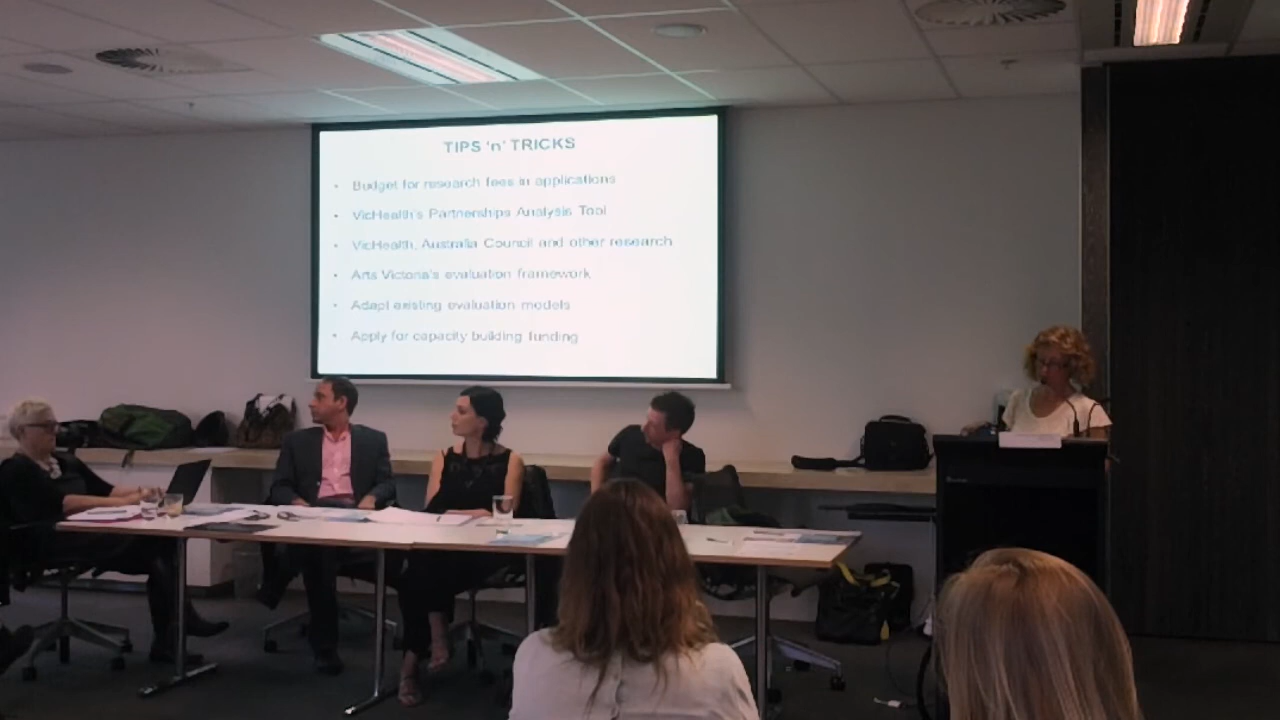 TIPS ‘n’ TRICKS
• Budget for research fees in applications
• VicHealth’s Partnerships Analysis Tool
• VicHealth, Australia Council and other research
• Arts Victoria’s evaluation framework
• Adapt existing evaluation models
• Apply for capacity building funding